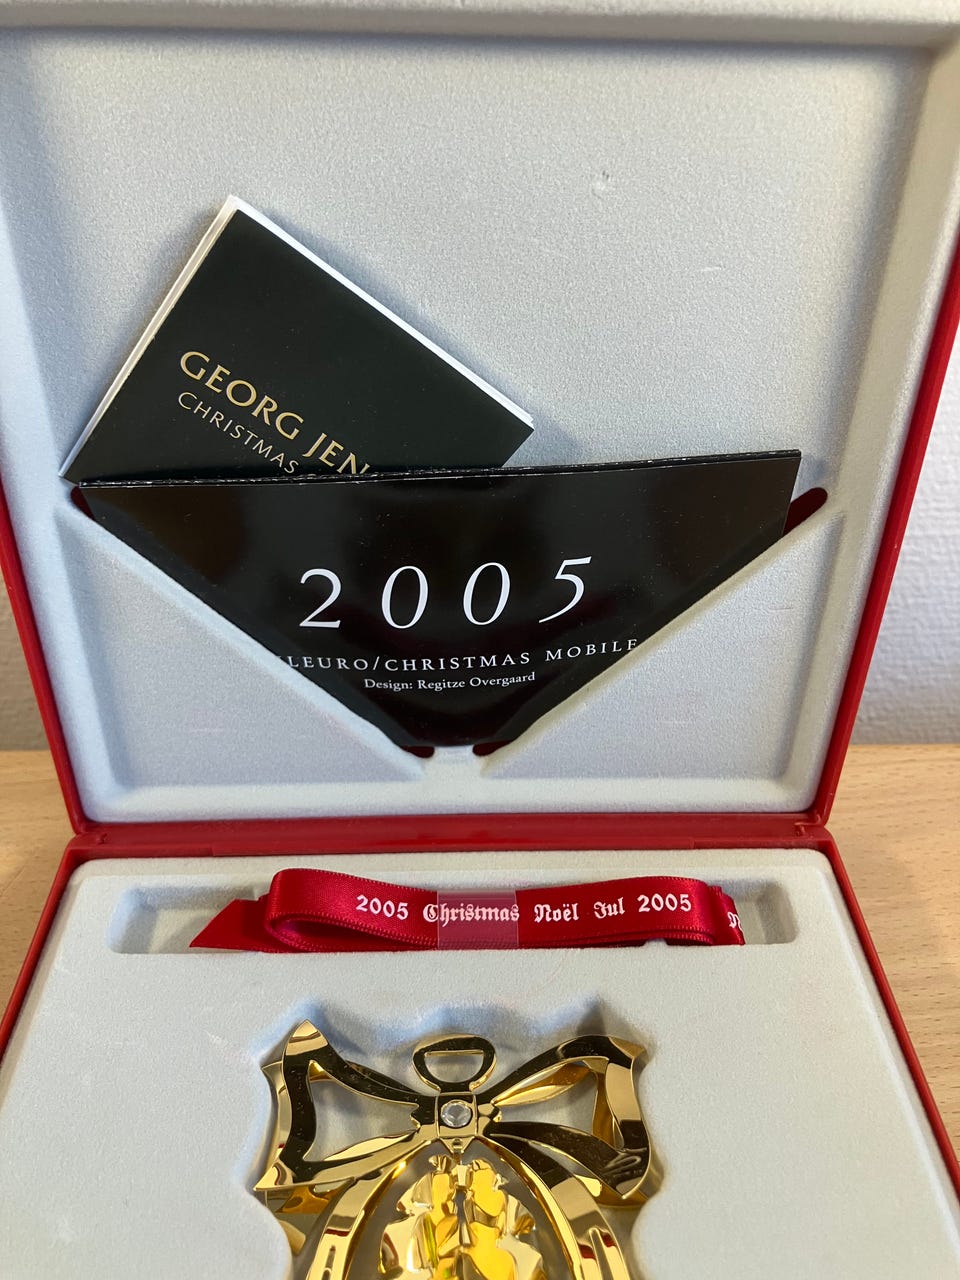 GEORG JEN
CHRISTMAS
2005
LEURO/CHRISTMAS MOBILE
Design: Regitze Overgaard
2005 Christmas Noël Jul 2005